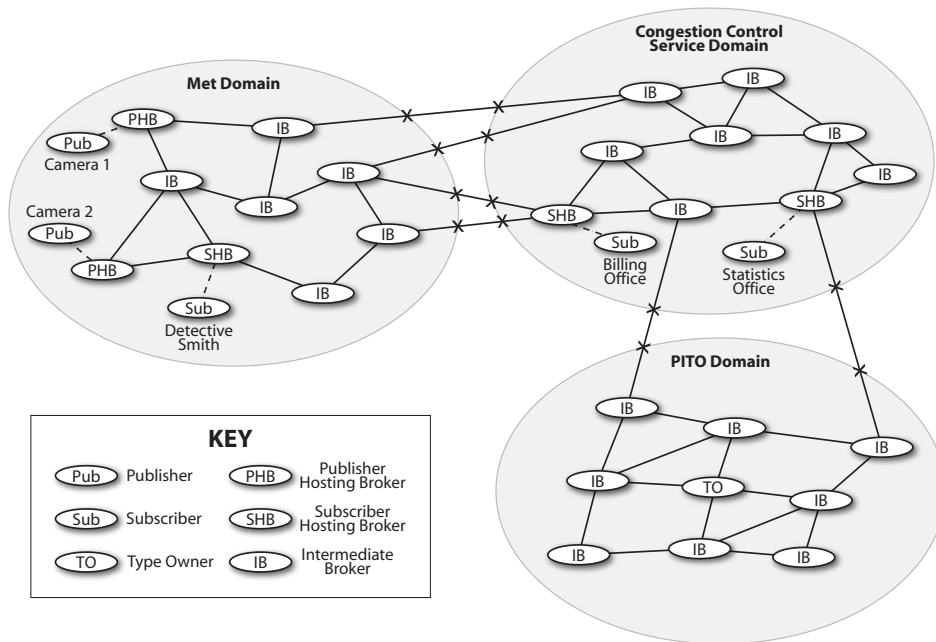 Congestion Control
Service Domain
Met Domain
IB
IB
PHB
IB
IB
IB
Pub
Camera 1
IB
IB
IB
IB
IB
SHB
SHB
IB
Camera 2
Pub
IB
Sub
Billing
Office
Sub
Statistics
Office
PHB
SHB
IB
Sub
Detective
Smith
PITO Domain
IB
IB
IB
IB
TO
IB
IB
IB
IB
KEY
Pub Publisher
PHB Publisher
Hosting Broker
Sub Subscriber
SHB Subscriber
Hosting Broker
TO Type Owner
IB Intermediate
Broker